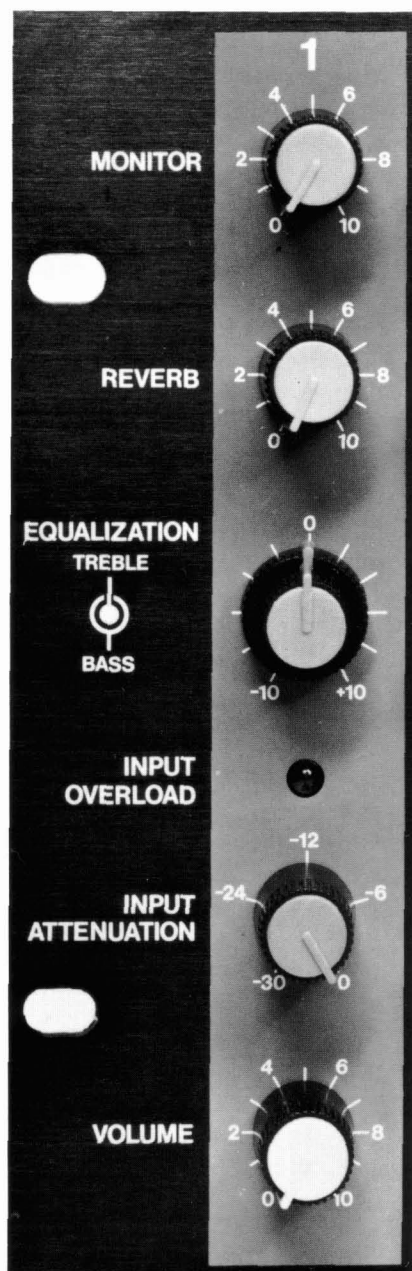 1
MONITOR
4 6
2 8
0 10
REVERB
4 6
2 8
0 10
EQUALIZATION
TREBLE
BASS
0
-10 +10
INPUT
OVERLOAD
INPUT
ATTENUATION
-12
-24 -6
-30 0
VOLUME
4 6
2 8
0 10